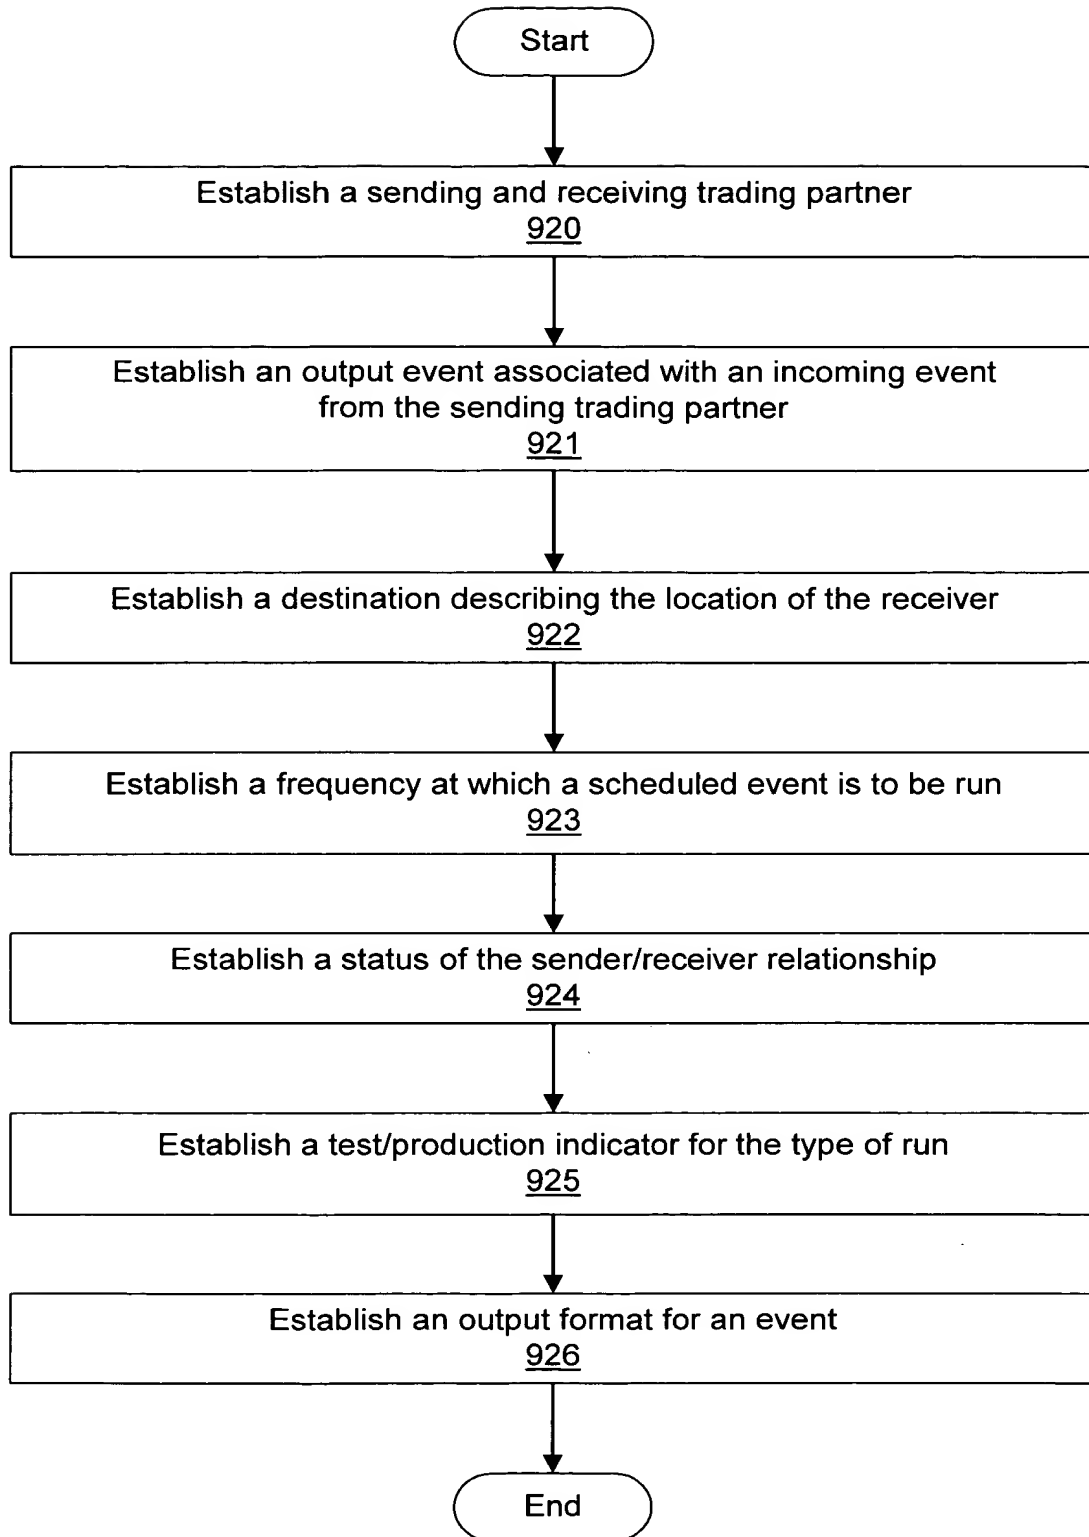 Start
Establish a sending and receiving trading partner
920
Establish an output event associated with an incoming event
from the sending trading partner
921
Establish a destination describing the location of the receiver
922
Establish a frequency at which a scheduled event is to be run
923
Establish a status of the sender/receiver relationship
924
Establish a test/production indicator for the type of run
925
Establish an output format for an event
926
End